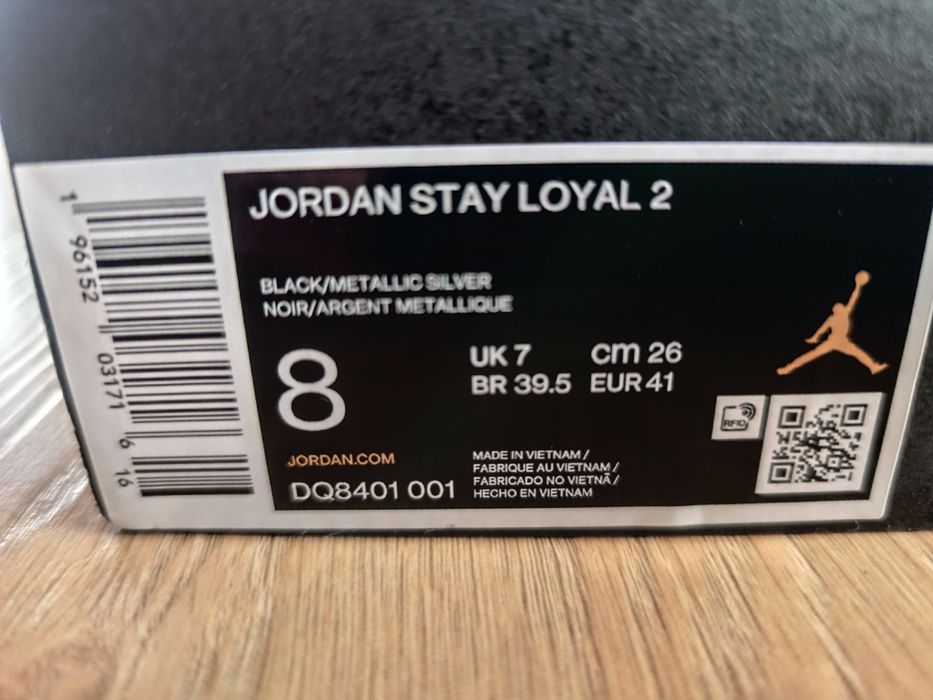 1 96152 03171 6 16
JORDAN STAY LOYAL 2
BLACK/METALLIC SILVER
NOIR/ARGENT METALLIQUE
8
UK 7 cm 26
BR 39.5 EUR 41
RFID
JORDAN.COM
DQ8401 001
MADE IN VIETNAM /
FABRIQUE AU VIETNAM /
FABRICADO NO VIETNÃ /
HECHO EN VIETNAM